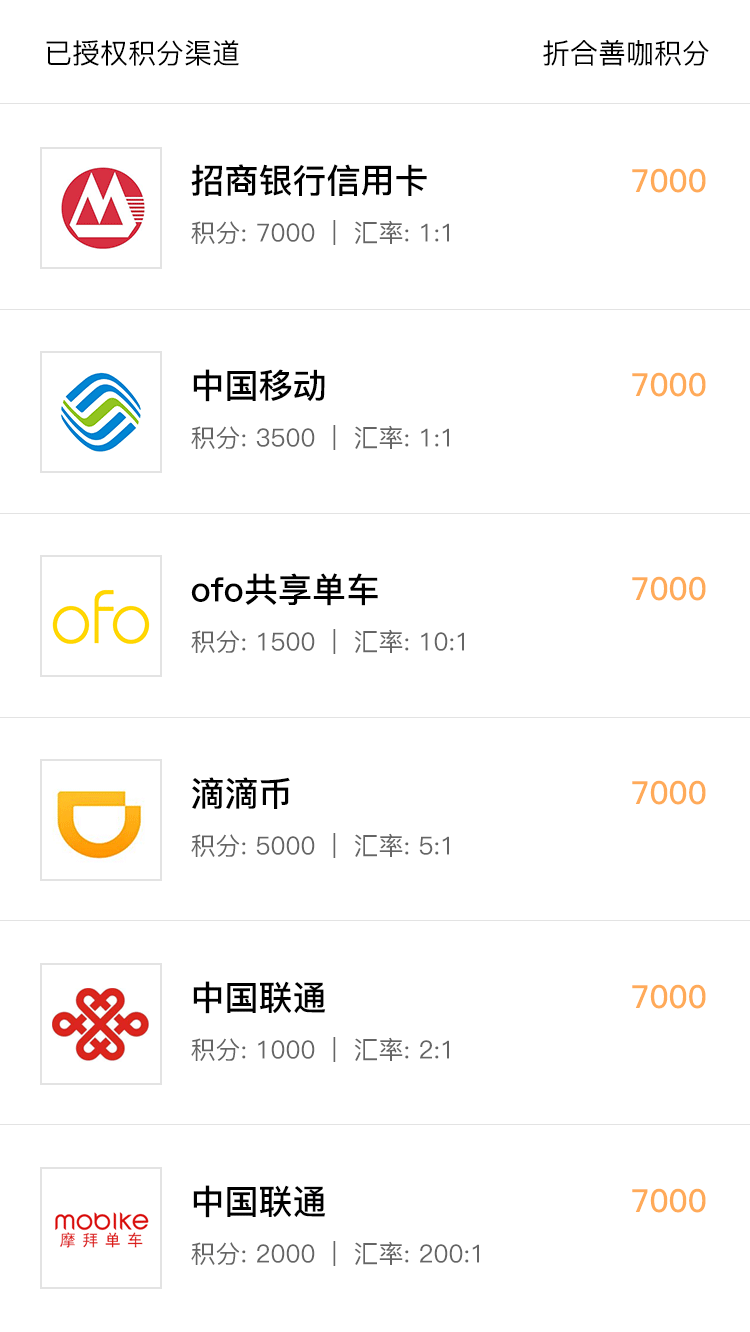 已授权积分渠道 折合善咖积分
招商银行信用卡 7000
积分: 7000 | 汇率: 1:1
中国移动 7000
积分: 3500 | 汇率: 1:1
ofo
ofo共享单车 7000
积分: 1500 | 汇率: 10:1
滴滴币 7000
积分: 5000 | 汇率: 5:1
中国联通 7000
积分: 1000 | 汇率: 2:1
mobike
摩拜单车
中国联通 7000
积分: 2000 | 汇率: 200:1